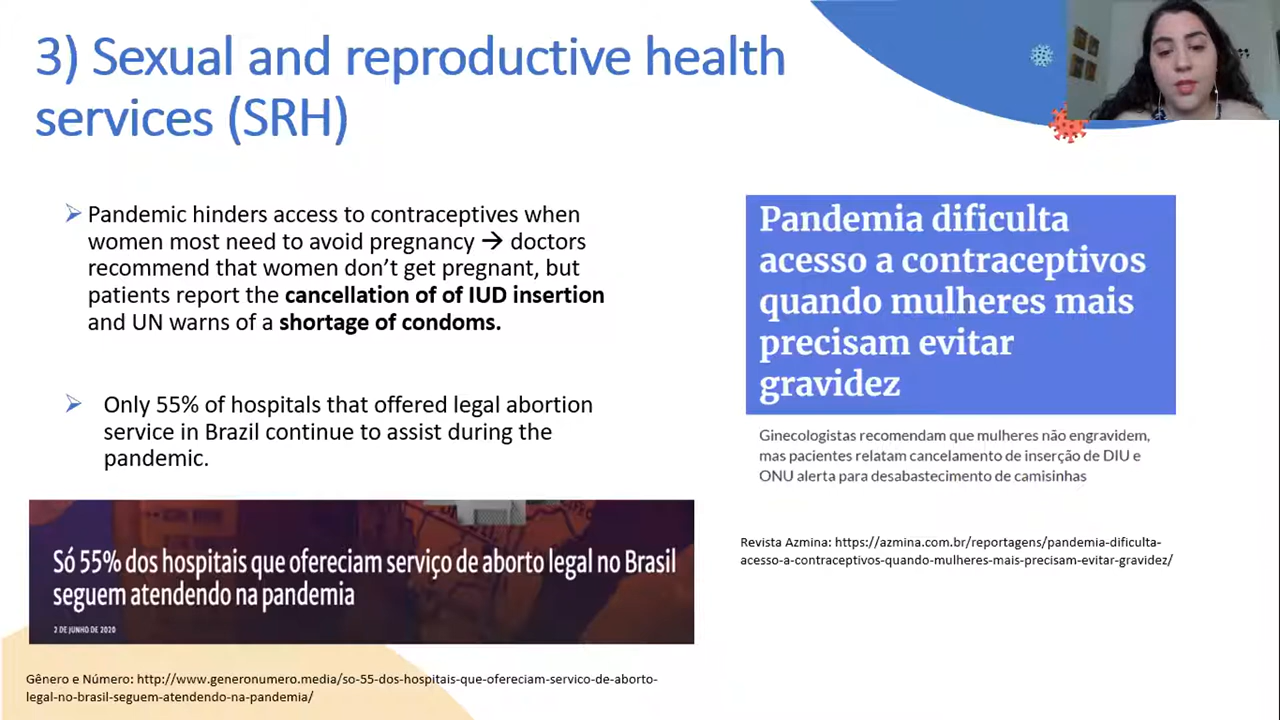 3) Sexual and reproductive health
services (SRH)
Pandemic hinders access to contraceptives when
women most need to avoid pregnancy → doctors
recommend that women don't get pregnant, but
patients report the cancellation of of IUD insertion
and UN warns of a shortage of condoms.
Only 55% of hospitals that offered legal abortion
service in Brazil continue to assist during the
pandemic.
Só 55% dos hospitais que ofereciam serviço de aborto legal no Brasil
seguem atendendo na pandemia
2 DE JUNHO DE 2020
Gênero e Número: http://www.generonumero.media/so-55-dos-hospitais-que-ofereciam-servico-de-aborto-
legal-no-brasil-seguem-atendendo-na-pandemia/
Pandemia dificulta
acesso a contraceptivos
quando mulheres mais
precisam evitar
gravidez
Ginecologistas recomendam que mulheres não engravidem,
mas pacientes relatam cancelamento de inserção de DIU e
ONU alerta para desabastecimento de camisinhas
Revista Azmina: https://azmina.com.br/reportagens/pandemia-dificulta-
acesso-a-contraceptivos-quando-mulheres-mais-precisam-evitar-gravidez/